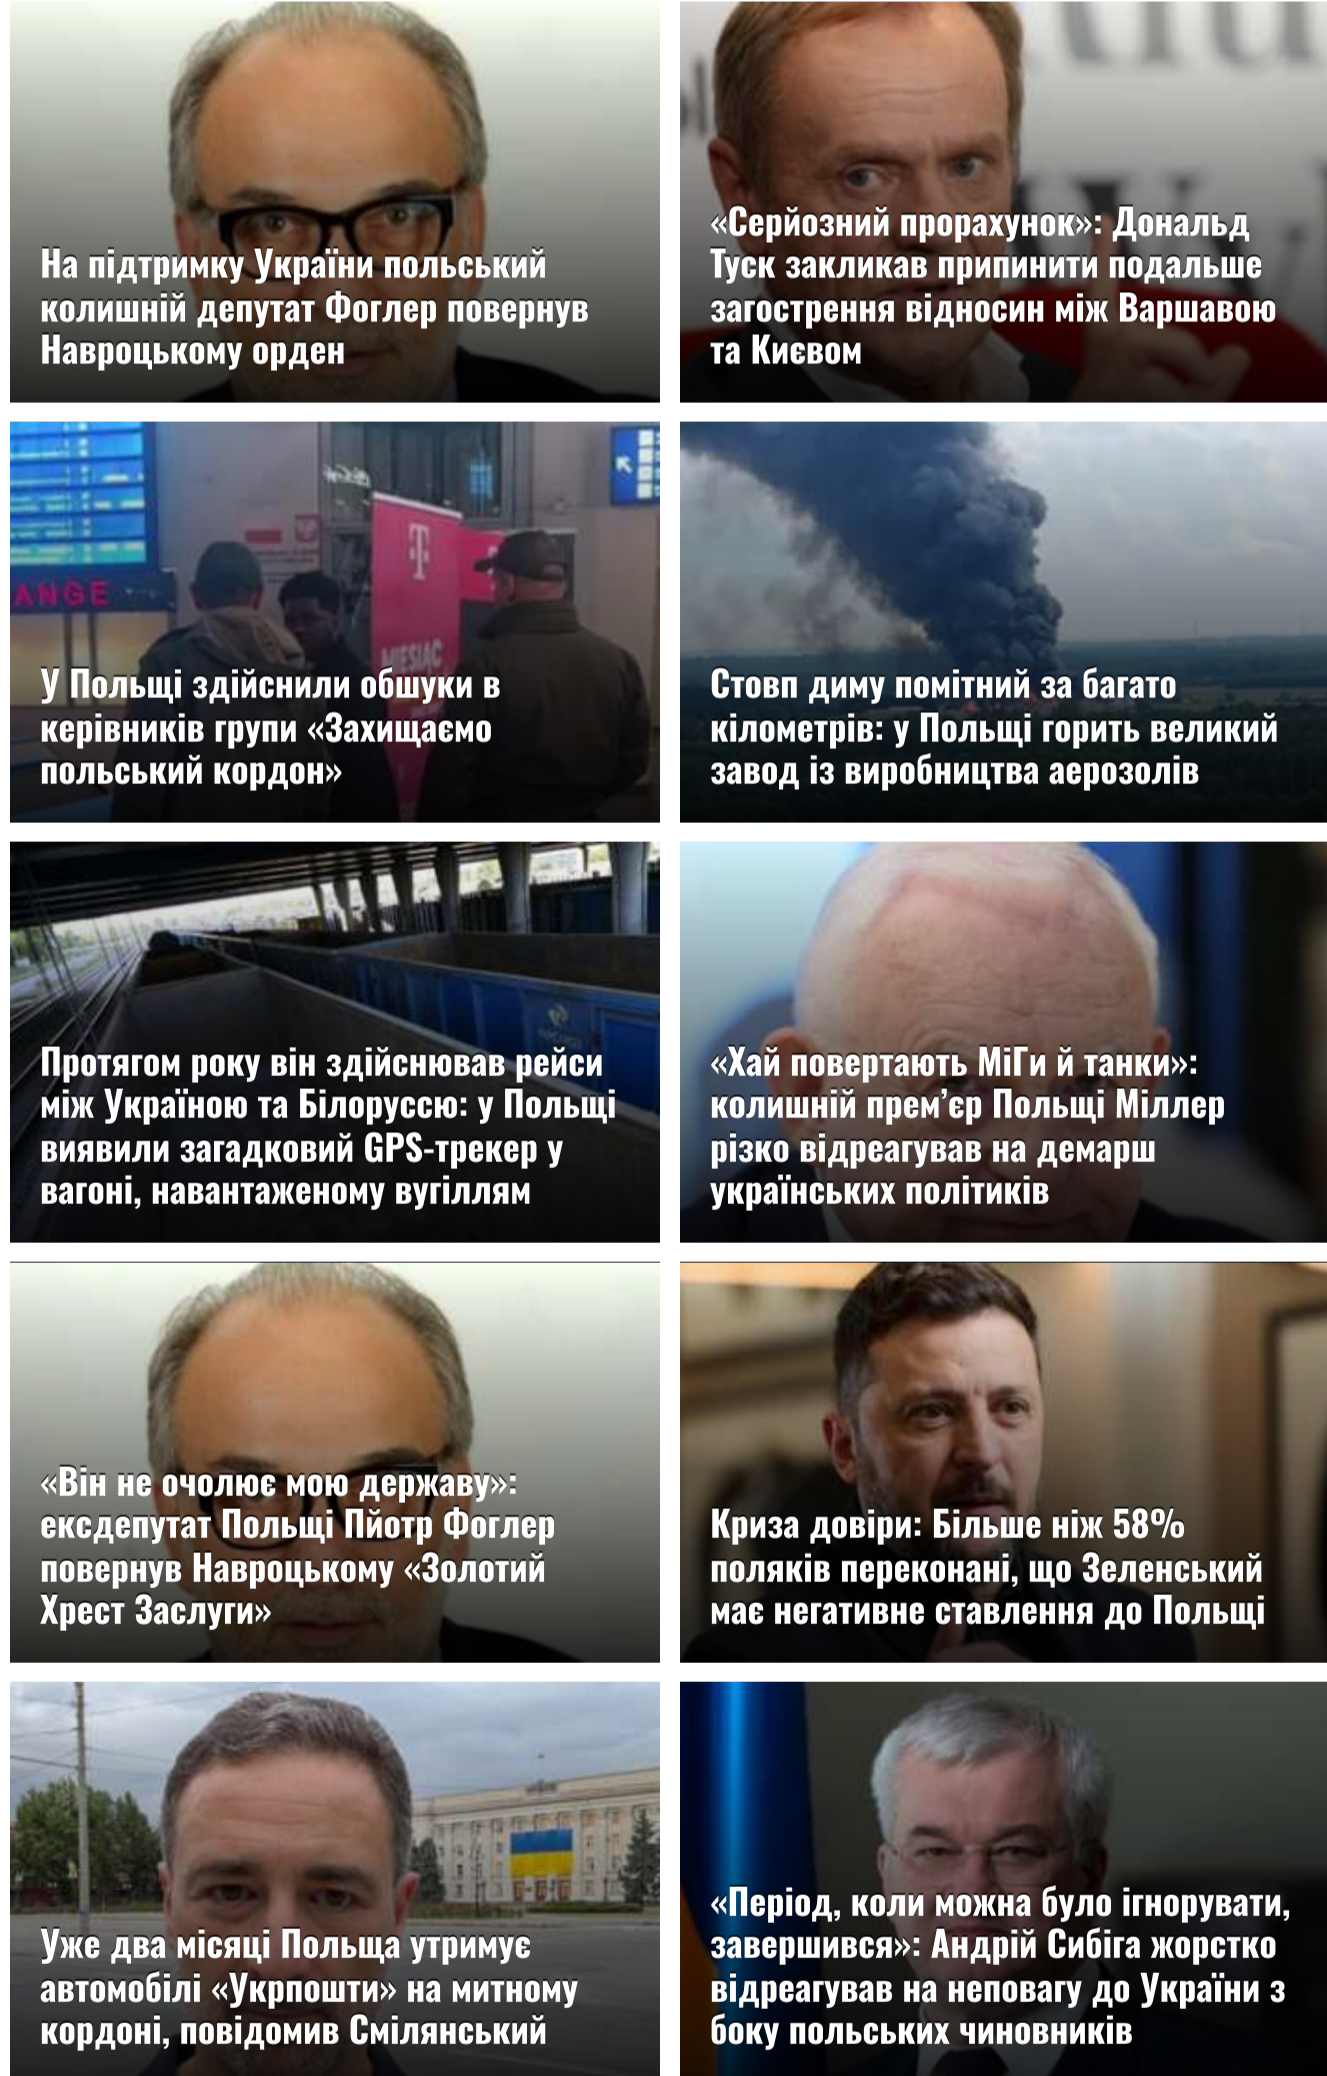 На підтримку України польський
колишній депутат Фоглер повернув
Навроцькому орден
«Серйозний прорахунок»: Дональд
Туск закликав припинити подальше
загострення відносин між Варшавою
та Києвом
ANGE
T
MIESIĄC
У Польщі здійснили обшуки в
керівників групи «Захищаємо
польський кордон»
Стовп диму помітний за багато
кілометрів: у Польщі горить великий
завод із виробництва аерозолів
Протягом року він здійснював рейси
між Україною та Білоруссю: у Польщі
виявили загадковий GPS-трекер у
вагоні, навантаженому вугіллям
«Хай повертають МіГи й танки»:
колишній прем’єр Польщі Міллер
різко відреагував на демарш
українських політиків
«Він не очолює мою державу»:
ексдепутат Польщі Пйотр Фоглер
повернув Навроцькому «Золотий
Хрест Заслуги»
Криза довіри: Більше ніж 58%
поляків переконані, що Зеленський
має негативне ставлення до Польщі
Уже два місяці Польща утримує
автомобілі «Укрпошти» на митному
кордоні, повідомив Смілянський
«Період, коли можна було ігнорувати,
завершився»: Андрій Сибіга жорстко
відреагував на неповагу до України з
боку польських чиновників